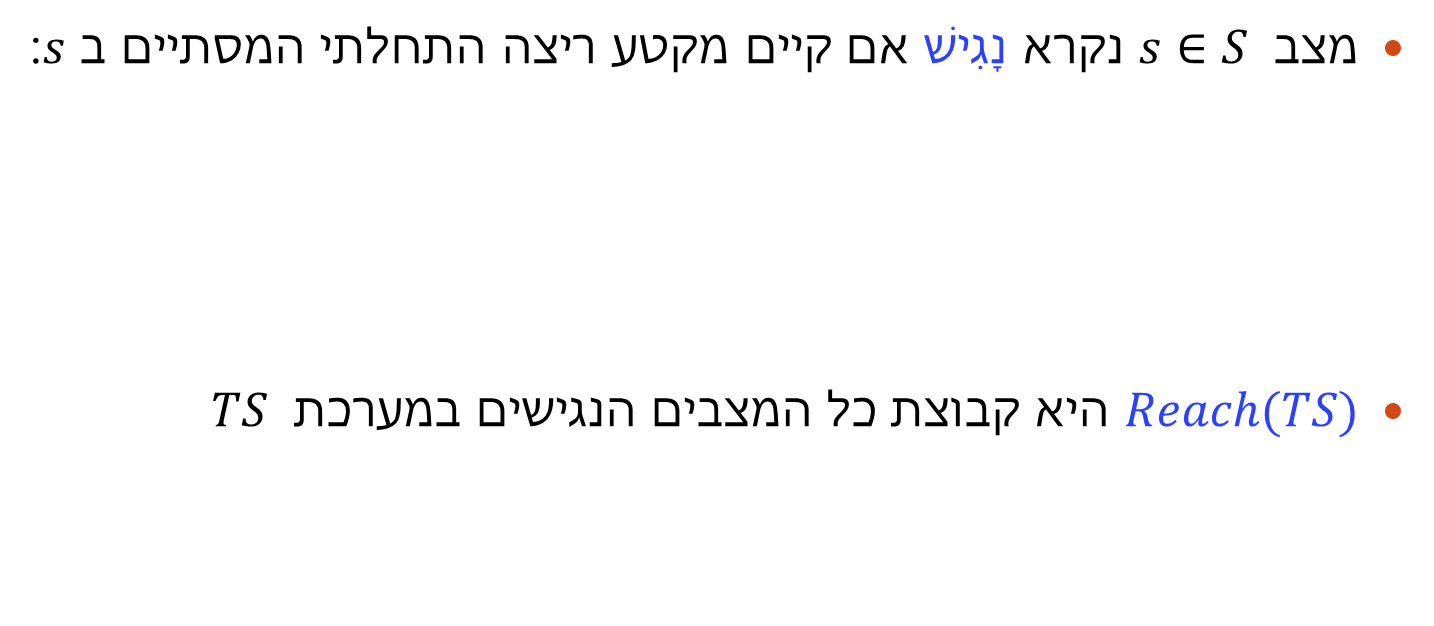 • מצב s ∈ S נקרא נָגִישׁ אם קיים מקטע ריצה התחלתי המסתיים ב s:
• Reach(TS) היא קבוצת כל המצבים הנגישים במערכת TS